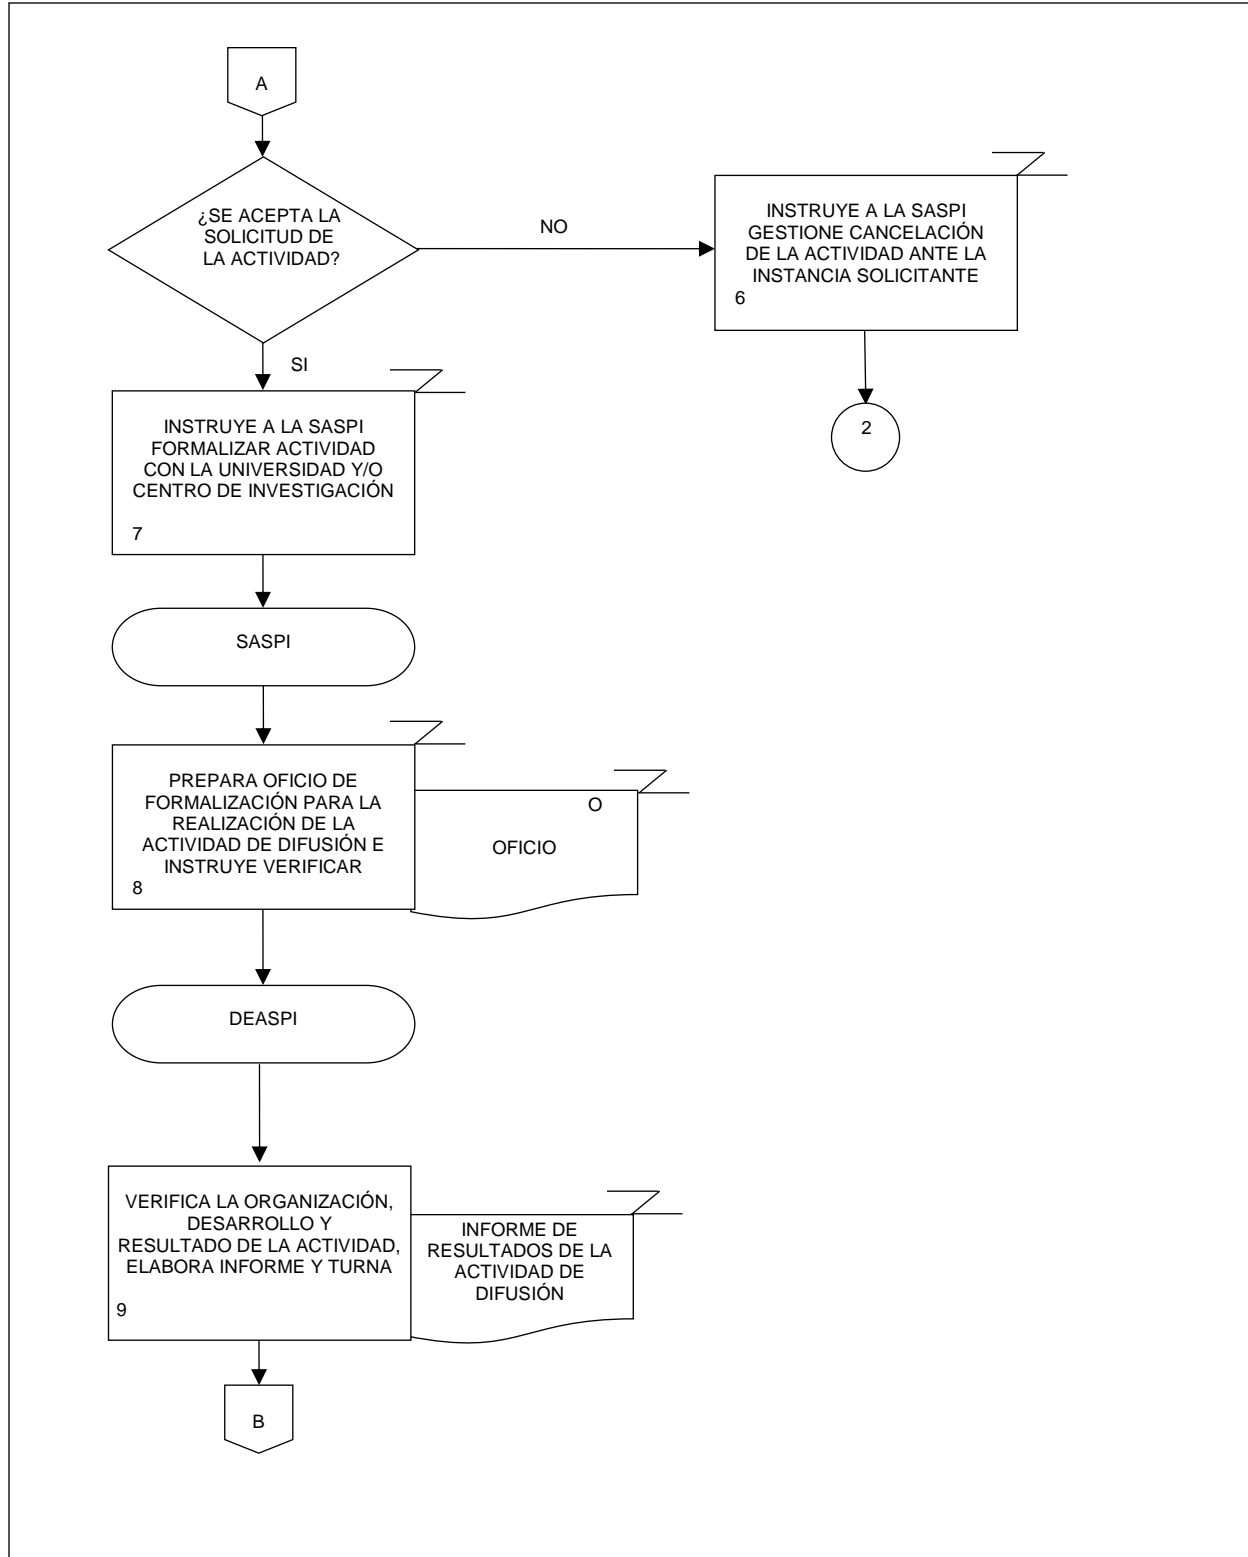 A
¿SE ACEPTA LA
SOLICITUD DE
LA ACTIVIDAD?
NO
INSTRUYE A LA SASPI
GESTIONE CANCELACIÓN
DE LA ACTIVIDAD ANTE LA
INSTANCIA SOLICITANTE
6
2
SI
INSTRUYE A LA SASPI
FORMALIZAR ACTIVIDAD
CON LA UNIVERSIDAD Y/O
CENTRO DE INVESTIGACIÓN
7
SASPI
PREPARA OFICIO DE
FORMALIZACIÓN PARA LA
REALIZACIÓN DE LA
ACTIVIDAD DE DIFUSIÓN E
INSTRUYE VERIFICAR
8
O
OFICIO
DEASPI
VERIFICA LA ORGANIZACIÓN,
DESARROLLO Y
RESULTADO DE LA ACTIVIDAD,
ELABORA INFORME Y TURNA
9
INFORME DE
RESULTADOS DE LA
ACTIVIDAD DE
DIFUSIÓN
B